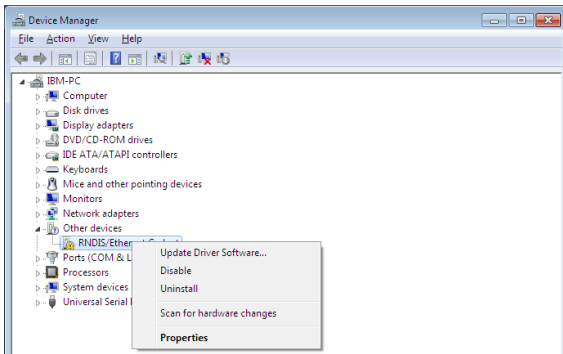 Device Manager
File Action View Help
IBM-PC
Computer
Disk drives
Display adapters
DVD/CD-ROM drives
IDE ATA/ATAPI controllers
Keyboards
Mice and other pointing devices
Monitors
Network adapters
Other devices
RNDIS/Ethernet
Ports (COM & L
Processors
System devices
Universal Serial
Update Driver Software...
Disable
Uninstall
Scan for hardware changes
Properties